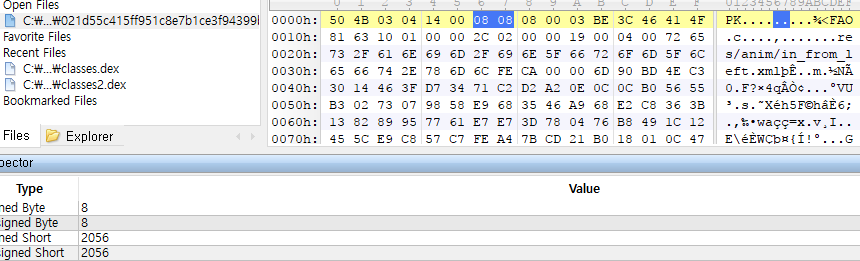 Open Files
C:₩...₩021d55c415ff951c8e7b1ce3f94399
Favorite Files
Recent Files
C:₩...₩classes.dex
C:₩...₩classes2.dex
Bookmarked Files
Files Explorer
0 1 2 3 4 5 6 7 8 9 A B C D E F 0123456789ABCDEF
0000h: 50 4B 03 04 14 00 08 08 08 00 03 BE 3C 46 41 4F PK.........¾<FAO
0010h: 81 63 10 01 00 00 2C 02 00 00 19 00 04 00 72 65 .c....,.......re
0020h: 73 2F 61 6E 69 6D 2F 69 6E 5F 66 72 6F 6D 5F 6C s/anim/in_from_l
0030h: 65 66 74 2E 78 6D 6C FE CA 00 00 6D 90 BD 4E C3 eft.xmlþÊ..m.½NÃ
0040h: 30 14 46 3F D7 34 71 C2 D2 A2 0E 0C 0C B0 56 55 0.F?×4qÂÒ¢...°VU
0050h: B3 02 73 07 98 58 E9 68 35 46 A9 68 E2 C8 36 3B ³.s.˜Xéh5F©hâÈ6;
0060h: 13 82 89 95 77 61 E7 E7 3D 78 04 76 B8 49 1C 12 .‚‰•waçç=x.v¸I..
0070h: 45 5C E9 C8 57 C7 FE A4 7B CD 21 B0 18 01 0C 47 E\éÈWÇþ¤{Í!°...G
pector
Type Value
ned Byte 8
signed Byte 8
ned Short 2056
signed Short 2056